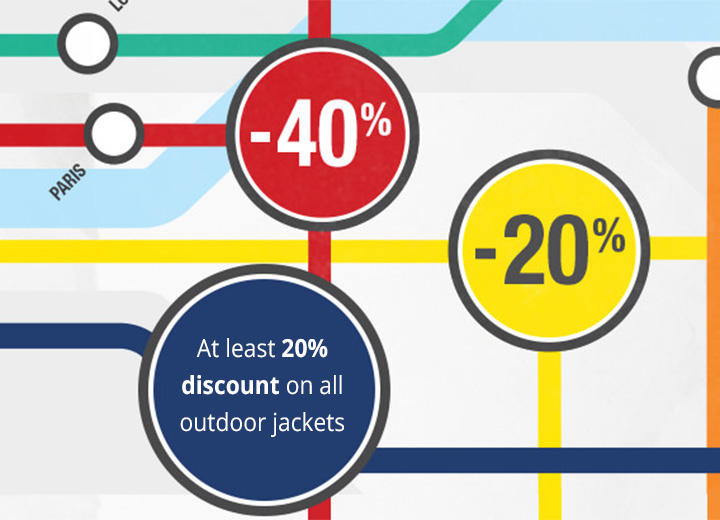 -40%
PARIS
-20%
At least 20%
discount on all
outdoor jackets